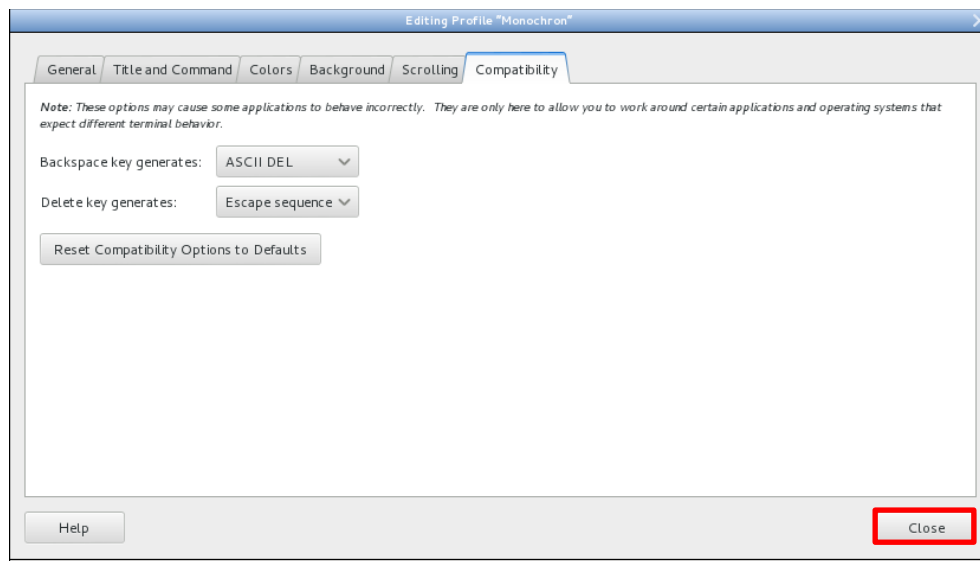 Editing Profile "Monochron"
General Title and Command Colors Background Scrolling Compatibility
Note: These options may cause some applications to behave incorrectly. They are only here to allow you to work around certain applications and operating systems that
expect different terminal behavior.
Backspace key generates: ASCII DEL
Delete key generates: Escape sequence
Reset Compatibility Options to Defaults
Help Close